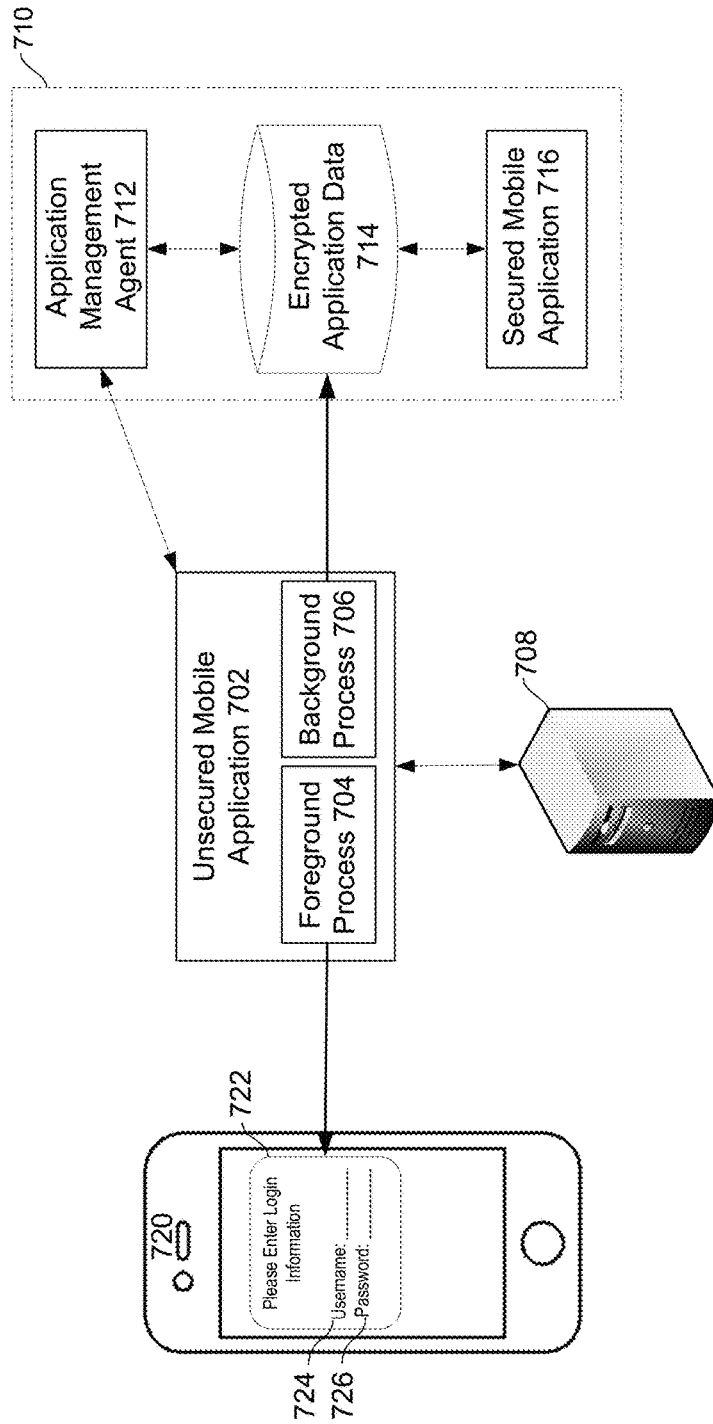 720
722
Please Enter Login
Information
724
Username:
726
Password:
Unsecured Mobile
Application 702
Foreground
Process 704
Background
Process 706
708
710
Application
Management
Agent 712
Encrypted
Application Data
714
Secured Mobile
Application 716